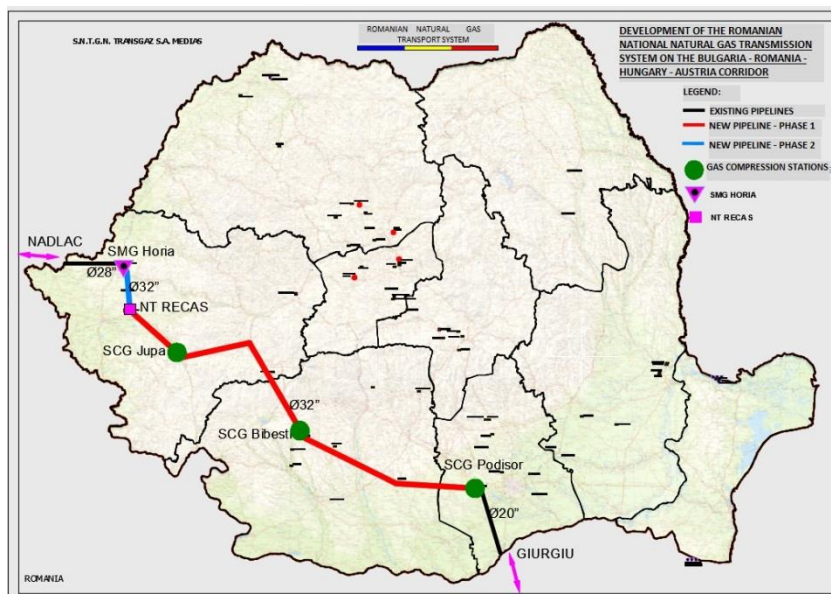 S.N.T.G.N. TRANSGAZ S.A. MEDIAS
ROMANIAN NATURAL GAS
TRANSPORT SYSTEM
DEVELOPMENT OF THE ROMANIAN
NATIONAL NATURAL GAS TRANSMISSION
SYSTEM ON THE BULGARIA - ROMANIA -
HUNGARY - AUSTRIA CORRIDOR
LEGEND:
EXISTING PIPELINES
NEW PIPELINE - PHASE 1
NEW PIPELINE - PHASE 2
GAS COMPRESSION STATIONS
SMG HORIA
NT RECAS
NADLAC
SMG Horia
Ø28"
Ø32"
NT RECAS
SCG Jupa
Ø32"
SCG Bibesti
SCG Podisor
Ø20"
GIURGIU
ROMANIA